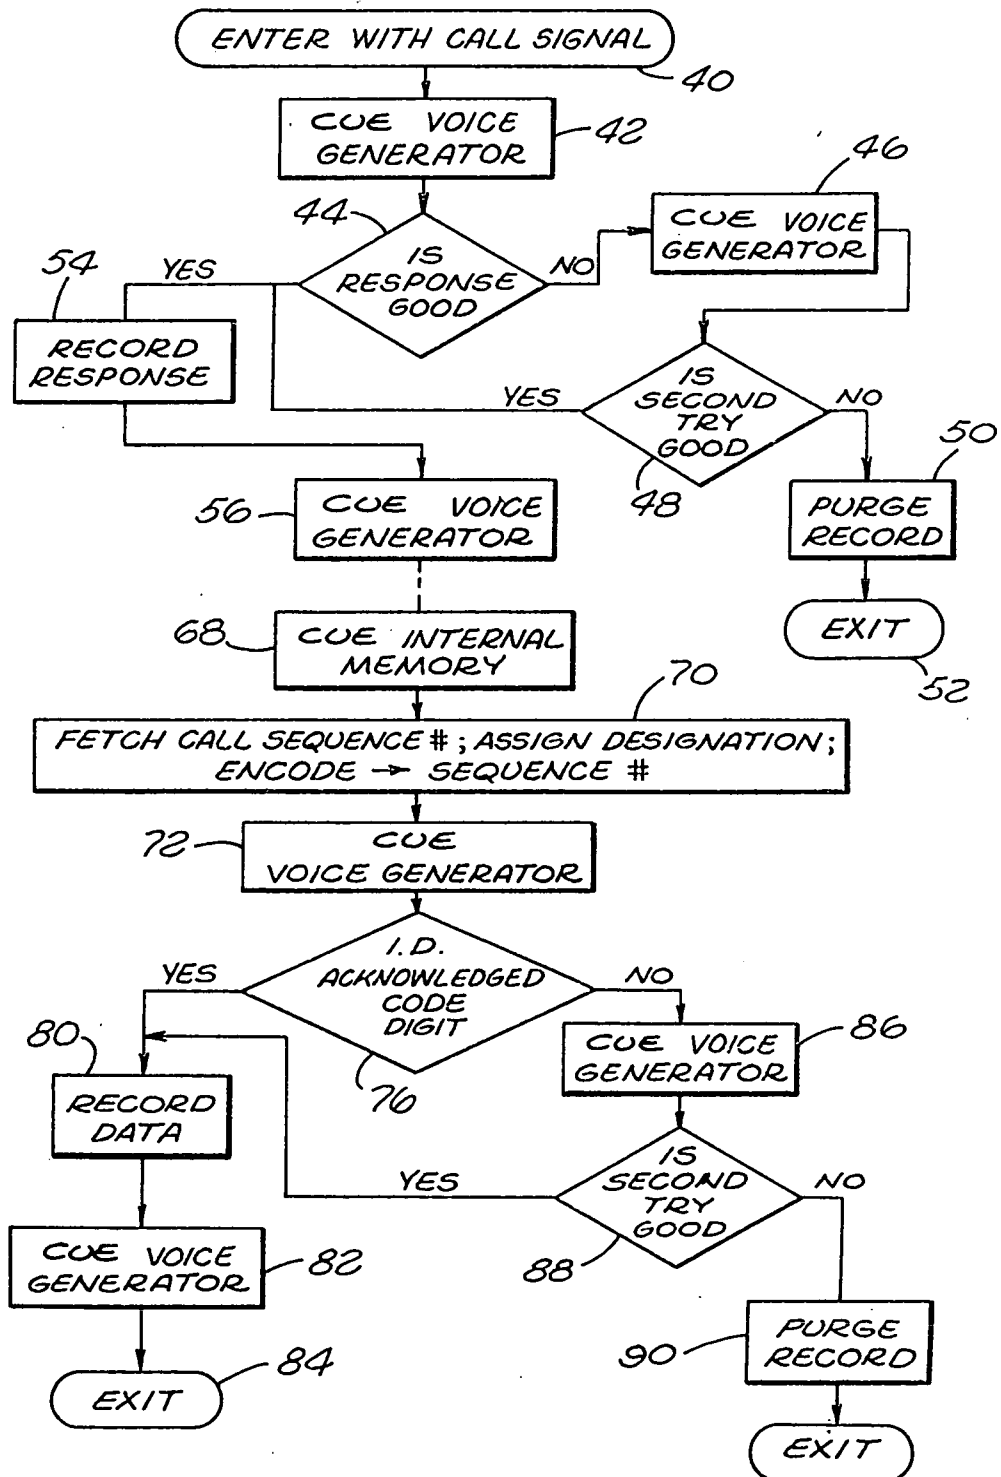 ENTER WITH CALL SIGNAL
40
CUE VOICE
GENERATOR
42
46
44
IS
RESPONSE
GOOD
NO
CUE VOICE
GENERATOR
54
YES
RECORD
RESPONSE
YES
IS
SECOND
TRY
GOOD
NO
48
50
56
CUE VOICE
GENERATOR
PURGE
RECORD
68
CUE INTERNAL
MEMORY
EXIT
52
70
FETCH CALL SEQUENCE #; ASSIGN DESIGNATION;
ENCODE → SEQUENCE #
72
CUE
VOICE GENERATOR
YES
I.D.
ACKNOWLEDGED
CODE
DIGIT
NO
76
80
CUE VOICE
GENERATOR
86
RECORD
DATA
YES
IS
SECOND
TRY
GOOD
NO
88
CUE VOICE
GENERATOR
82
90
PURGE
RECORD
EXIT
84
EXIT